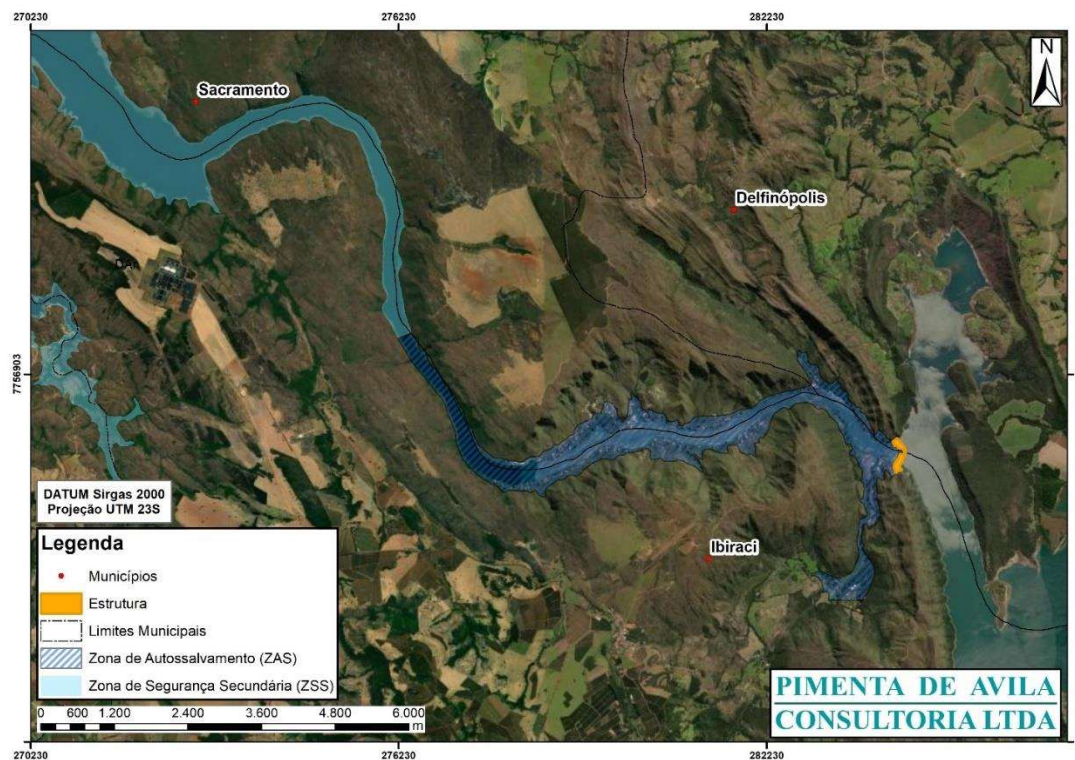 270230
276230
282230
N
Sacramento
Delfinópolis
7756903
7756903
Ibiraci
DATUM Sirgas 2000
Projeção UTM 23S
Legenda
Municípios
Estrutura
Limites Municipais
Zona de Autossalvamento (ZAS)
Zona de Segurança Secundária (ZSS)
0 600 1.200 2.400 3.600 4.800 6.000
m
PIMENTA DE AVILA
CONSULTORIA LTDA
270230
276230
282230